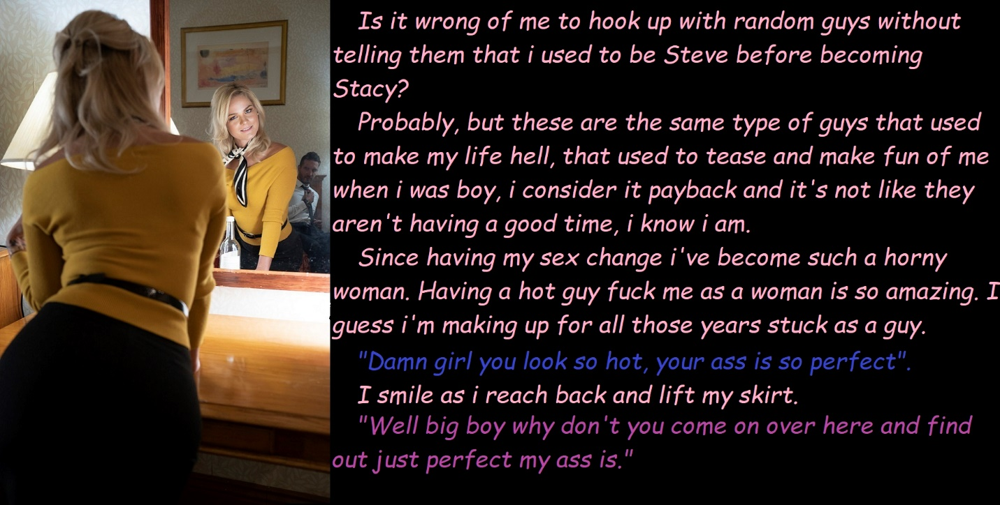 Is it wrong of me to hook up with random guys without
telling them that i used to be Steve before becoming
Stacy?
Probably, but these are the same type of guys that used
to make my life hell, that used to tease and make fun of me
when i was boy, i consider it payback and it's not like they
aren't having a good time, i know i am.
Since having my sex change i've become such a horny
woman. Having a hot guy fuck me as a woman is so amazing. I
guess i'm making up for all those years stuck as a guy.
"Damn girl you look so hot, your ass is so perfect".
I smile as i reach back and lift my skirt.
"Well big boy why don't you come on over here and find
out just perfect my ass is."